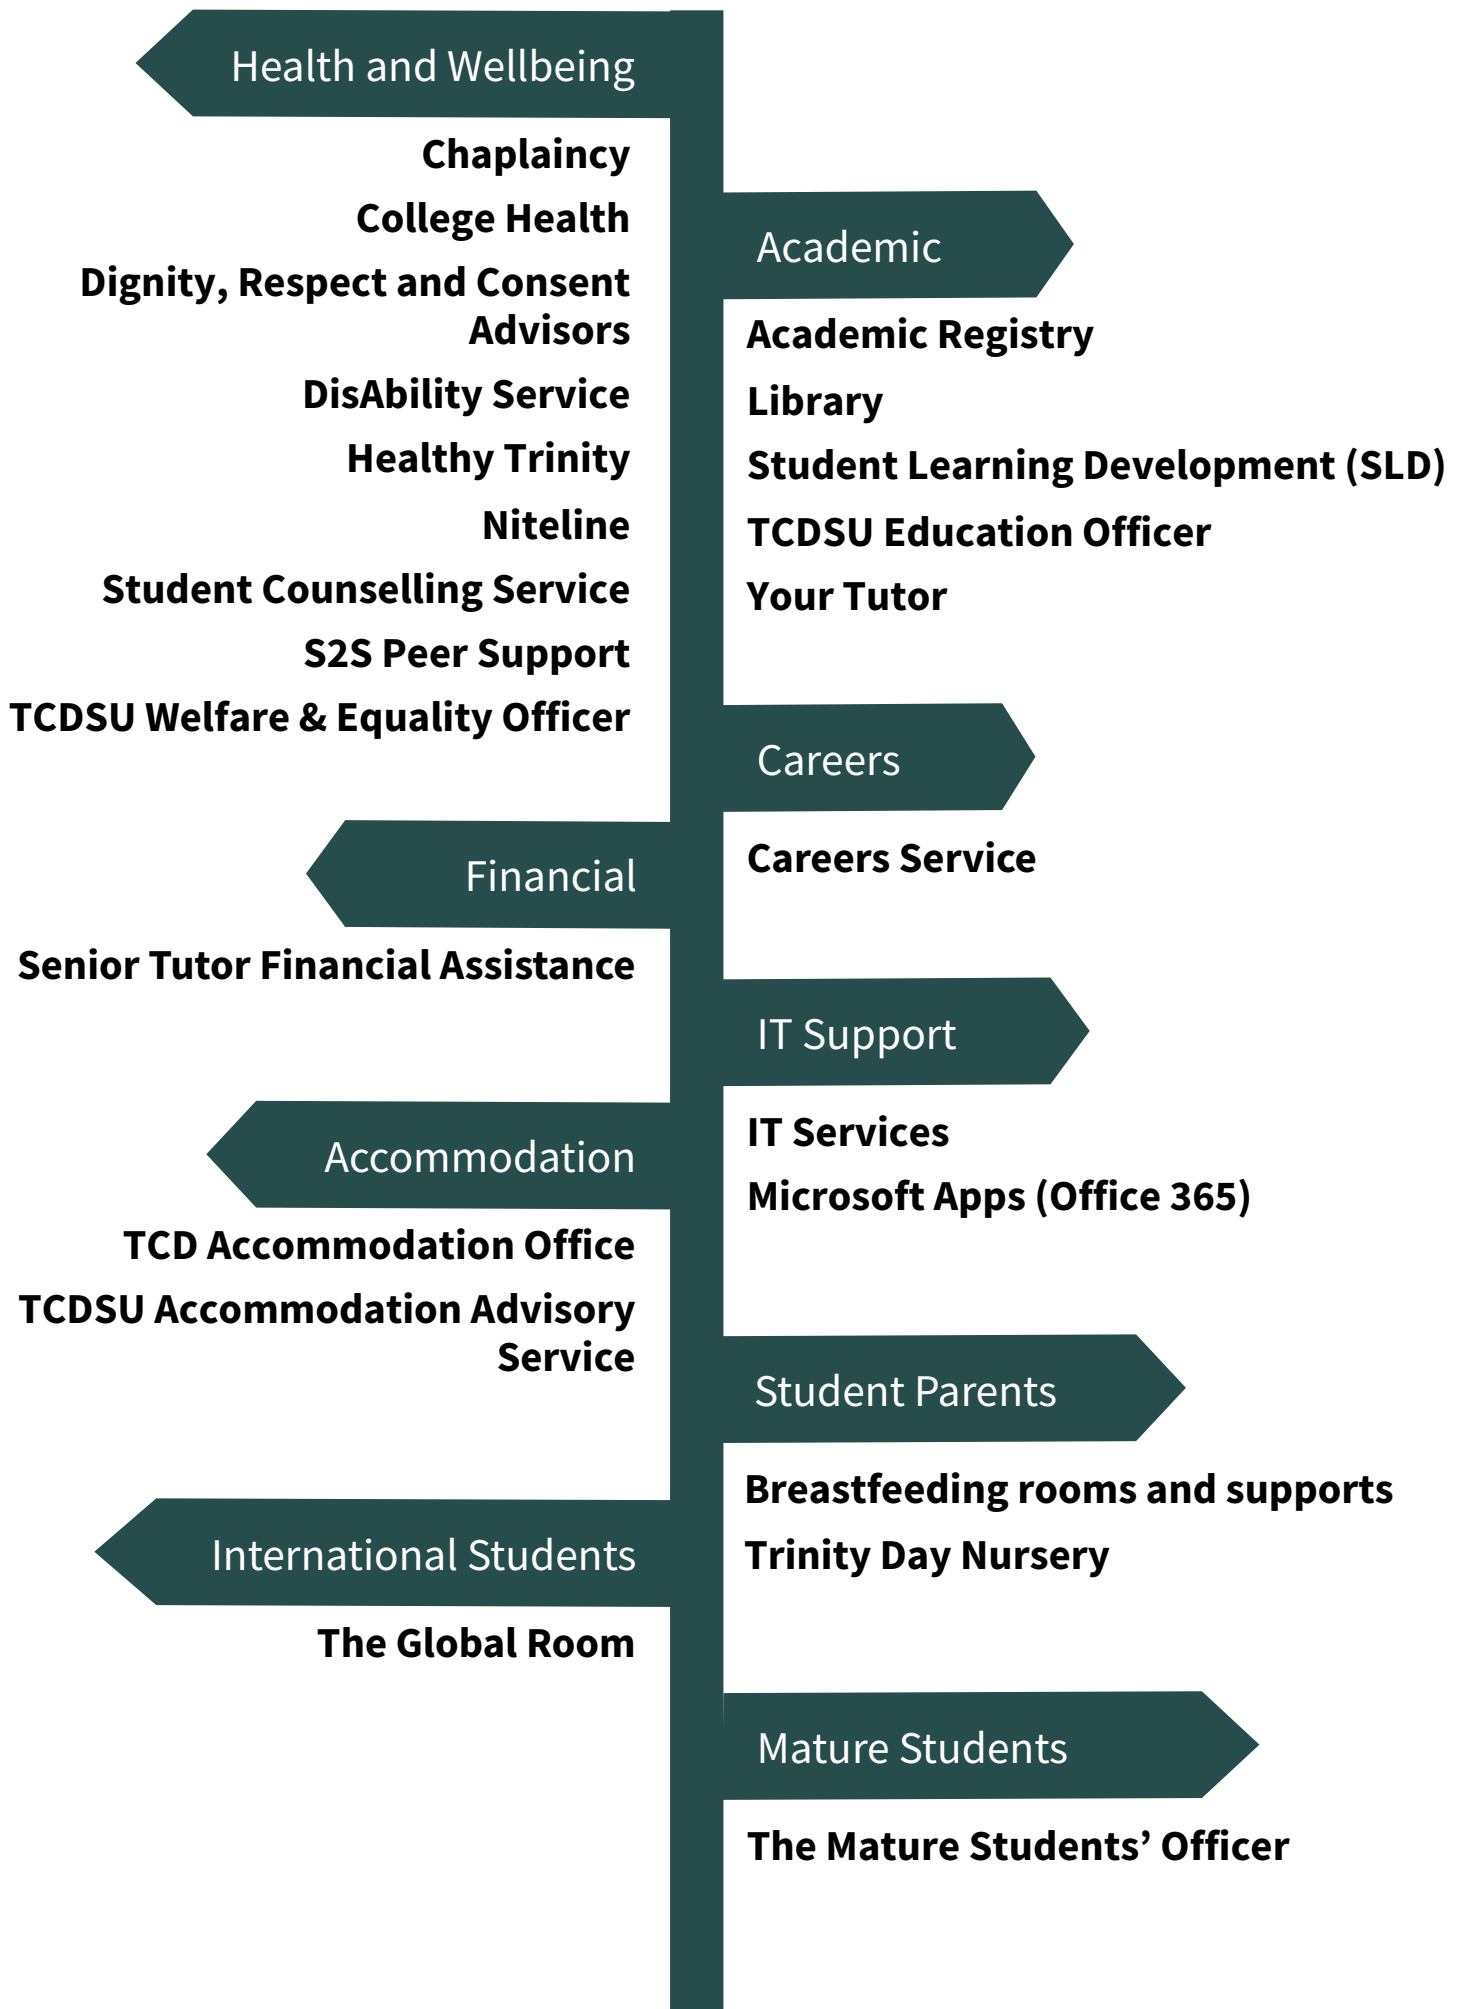 Health and Wellbeing
Chaplaincy
College Health
Dignity, Respect and Consent
Advisors
DisAbility Service
Healthy Trinity
Niteline
Student Counselling Service
S2S Peer Support
TCDSU Welfare & Equality Officer
Financial
Senior Tutor Financial Assistance
Accommodation
TCD Accommodation Office
TCDSU Accommodation Advisory
Service
International Students
The Global Room
Academic
Academic Registry
Library
Student Learning Development (SLD)
TCDSU Education Officer
Your Tutor
Careers
Careers Service
IT Support
IT Services
Microsoft Apps (Office 365)
Student Parents
Breastfeeding rooms and supports
Trinity Day Nursery
Mature Students
The Mature Students’ Officer